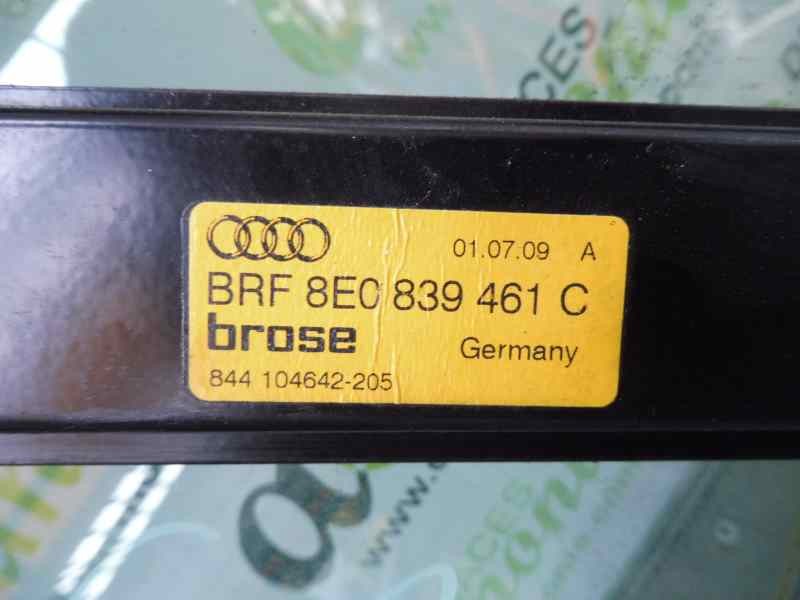 01.07.09 A
BRF 8E0 839 461 C
brose Germany
844 104642-205